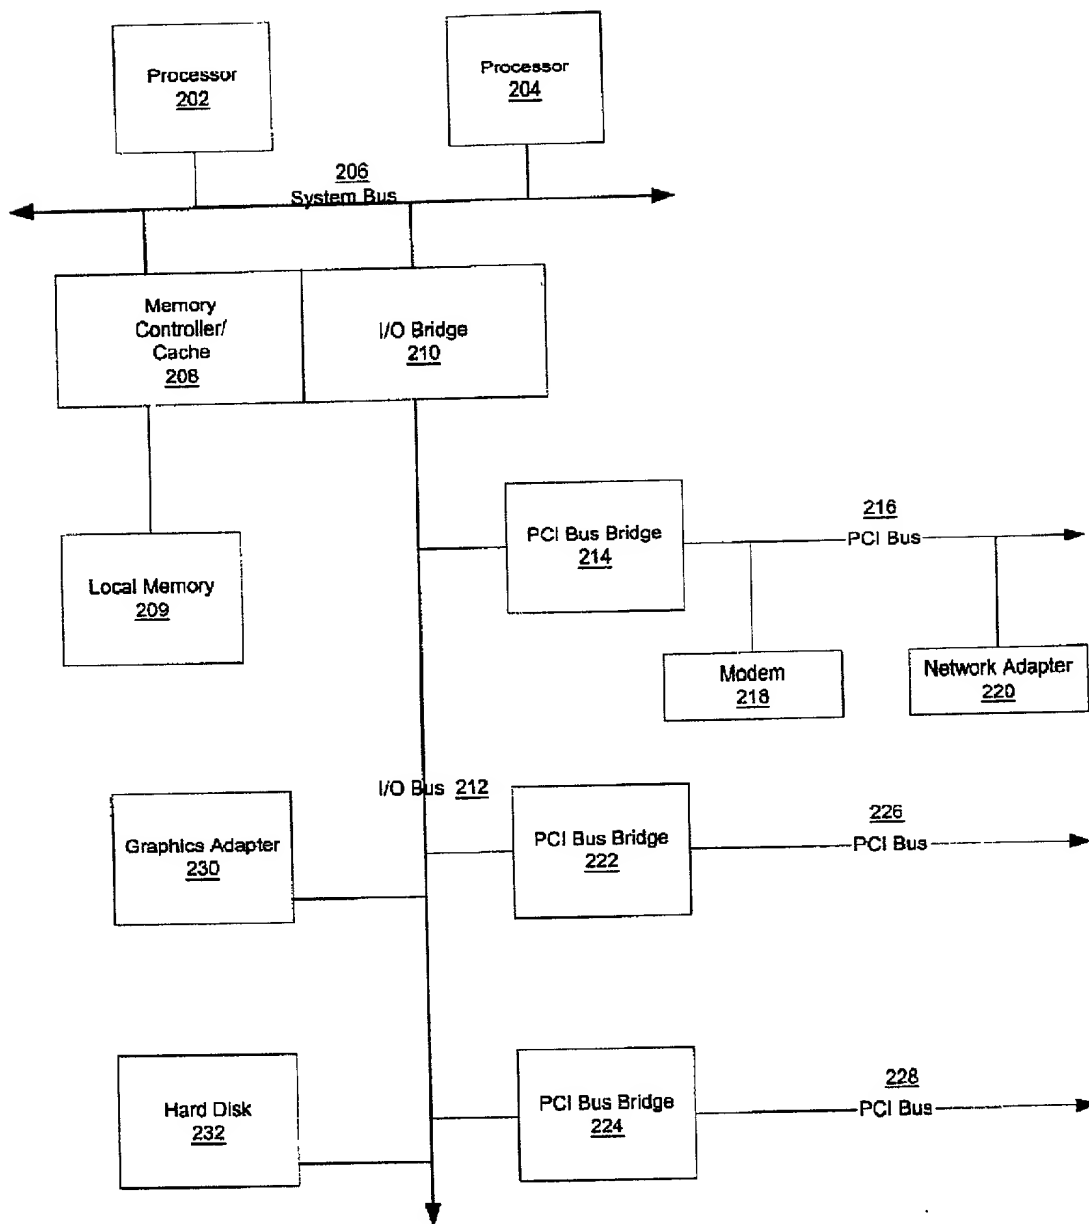 Processor
202
Processor
204
206
System Bus
Memory
Controller/
Cache
208
I/O Bridge
210
PCI Bus Bridge
214
216
PCI Bus
Local Memory
209
Modem
218
Network Adapter
220
I/O Bus 212
Graphics Adapter
230
PCI Bus Bridge
222
226
PCI Bus
Hard Disk
232
PCI Bus Bridge
224
228
PCI Bus